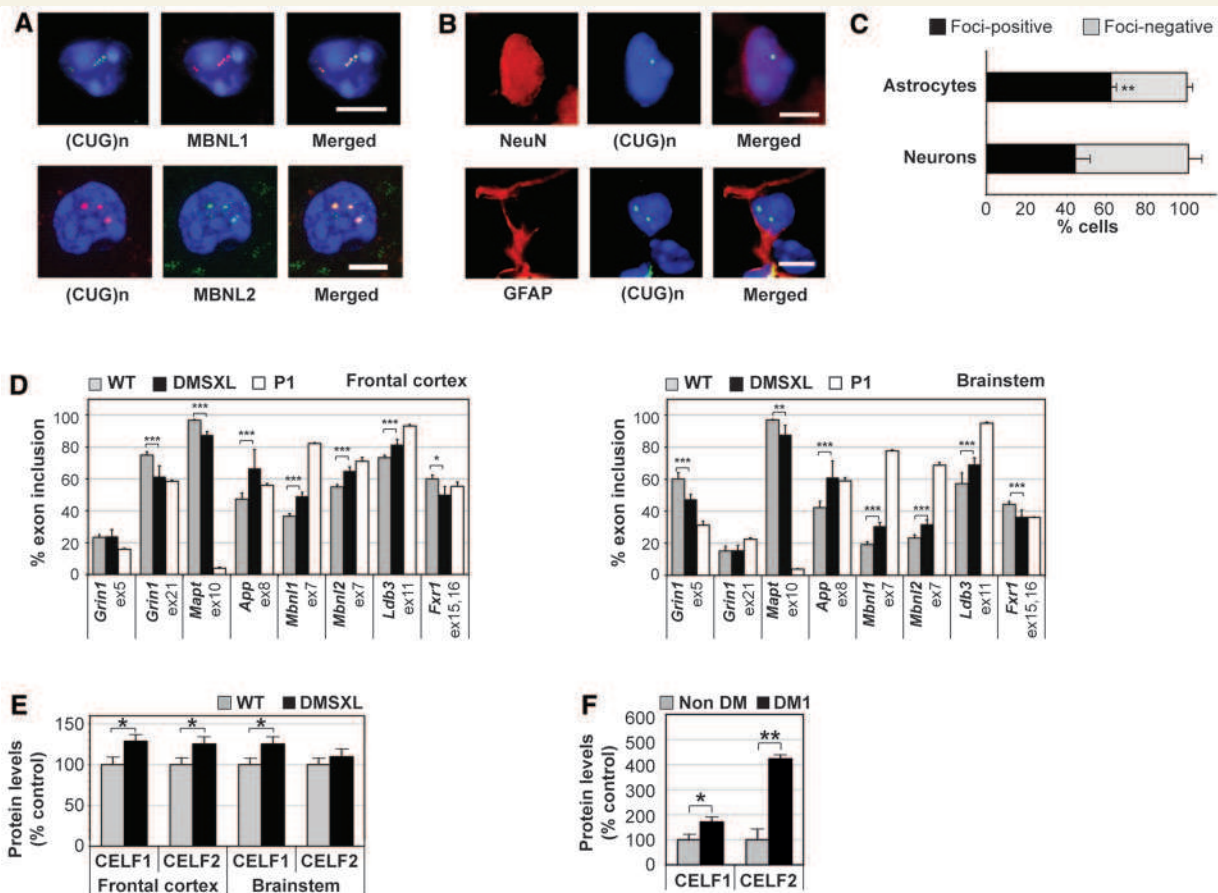 A
(CUG)n MBNL1 Merged
(CUG)n MBNL2 Merged
B
NeuN (CUG)n Merged
GFAP (CUG)n Merged
C
Foci-positive Foci-negative
Astrocytes
**
Neurons
0 20 40 60 80 100
% cells
D
WT DMSXL P1 Frontal cortex
% exon inclusion
100
80
60
40
20
0
*** *** *** *** *** *** *
Grin1 ex5
Grin1 ex21
Mapt ex10
App ex8
Mbnl1 ex7
Mbnl2 ex7
Ldb3 ex11
Fxr1 ex15,16
WT DMSXL P1 Brainstem
% exon inclusion
100
80
60
40
20
0
*** ** *** *** *** *** ***
Grin1 ex5
Grin1 ex21
Mapt ex10
App ex8
Mbnl1 ex7
Mbnl2 ex7
Ldb3 ex11
Fxr1 ex15,16
E
WT DMSXL
Protein levels
(% control)
150
100
50
0
* * *
CELF1 CELF2 CELF1 CELF2
Frontal cortex Brainstem
F
Non DM DM1
Protein levels
(% control)
600
500
400
300
200
100
0
* **
CELF1 CELF2